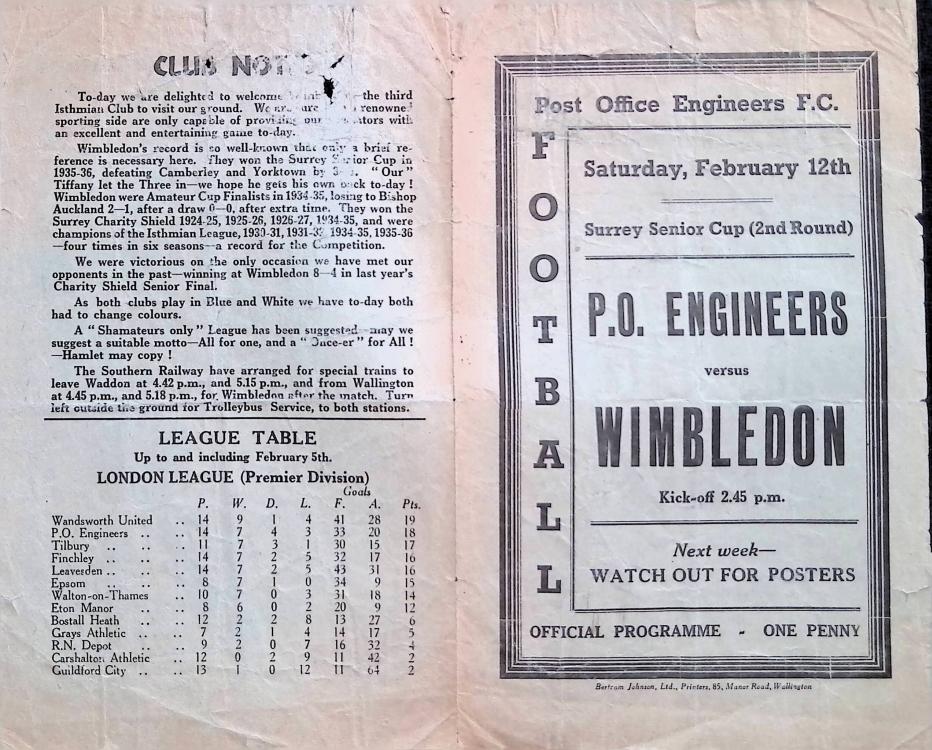 CLUB NOT
To-day we are delighted to welcome the third
Isthmian Club to visit our ground. We are renowned
sporting side are only capable of providing our with
an excellent and entertaining game to-day.
Wimbledon's record is so well-known that only a brief re-
ference is necessary here. They won the Surrey Senior Cup in
1935-36, defeating Camberley and Yorktown by 3 " Our "
Tiffany let the Three in—we hope he gets his own back to-day !
Wimbledon were Amateur Cup Finalists in 1934-35, losing to Bishop
Auckland 2—1, after a draw 0—0, after extra time. They won the
Surrey Charity Shield 1924-25, 1925-26, 1926-27, 1934-35, and were
champions of the Isthmian League, 1930-31, 1931-32 1934-35, 1935-36
—four times in six seasons—a record for the Competition.
We were victorious on the only occasion we have met our
opponents in the past—winning at Wimbledon 8—4 in last year's
Charity Shield Senior Final.
As both clubs play in Blue and White we have to-day both
had to change colours.
A " Shamateurs only " League has been suggested—may we
suggest a suitable motto—All for one, and a " Once-er " for All !
—Hamlet may copy !
The Southern Railway have arranged for special trains to
leave Waddon at 4.42 p.m., and 5.15 p.m., and from Wallington
at 4.45 p.m., and 5.18 p.m., for Wimbledon after the match. Turn
left outside the ground for Trolleybus Service, to both stations.
LEAGUE TABLE
Up to and including February 5th.
LONDON LEAGUE (Premier Division)
Goals
P. W. D. L. F. A. Pts.
Wandsworth United .. 14 9 1 4 41 28 19
P.O. Engineers .. .. 14 7 4 3 33 20 18
Tilbury .. .. .. 11 7 3 1 30 15 17
Finchley .. .. .. 14 7 2 5 32 17 16
Leavesden .. .. .. 14 7 2 5 43 31 16
Epsom .. .. .. 8 7 1 0 34 9 15
Walton-on-Thames .. 10 7 0 3 31 18 14
Eton Manor .. .. 8 6 0 2 20 9 12
Bostall Heath .. .. 12 2 2 8 13 27 6
Grays Athletic .. .. 7 2 1 4 14 17 5
R.N. Depot .. .. 9 2 0 7 16 32 4
Carshalton Athletic .. 12 0 2 9 11 42 2
Guildford City .. .. 13 1 0 12 11 64 2
Post Office Engineers F.C.
FOOTBALL
Saturday, February 12th
Surrey Senior Cup (2nd Round)
P.O. ENGINEERS
versus
WIMBLEDON
Kick-off 2.45 p.m.
Next week—
WATCH OUT FOR POSTERS
OFFICIAL PROGRAMME - ONE PENNY
Bertram Johnson, Ltd., Printers, 85, Manor Road, Wallington